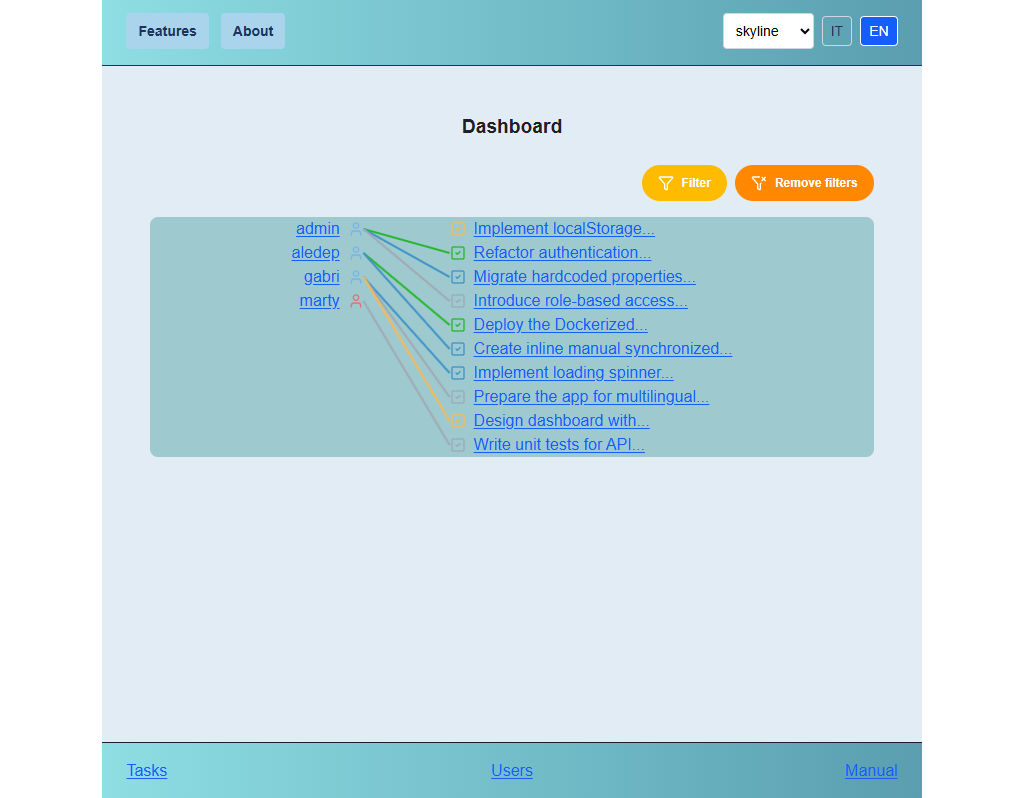 Features About skyline IT EN
Dashboard
Filter Remove filters
admin Implement localStorage...
aledep Refactor authentication...
gabri Migrate hardcoded properties...
marty Introduce role-based access...
Deploy the Dockerized...
Create inline manual synchronized...
Implement loading spinner...
Prepare the app for multilingual...
Design dashboard with...
Write unit tests for API...
Tasks Users Manual